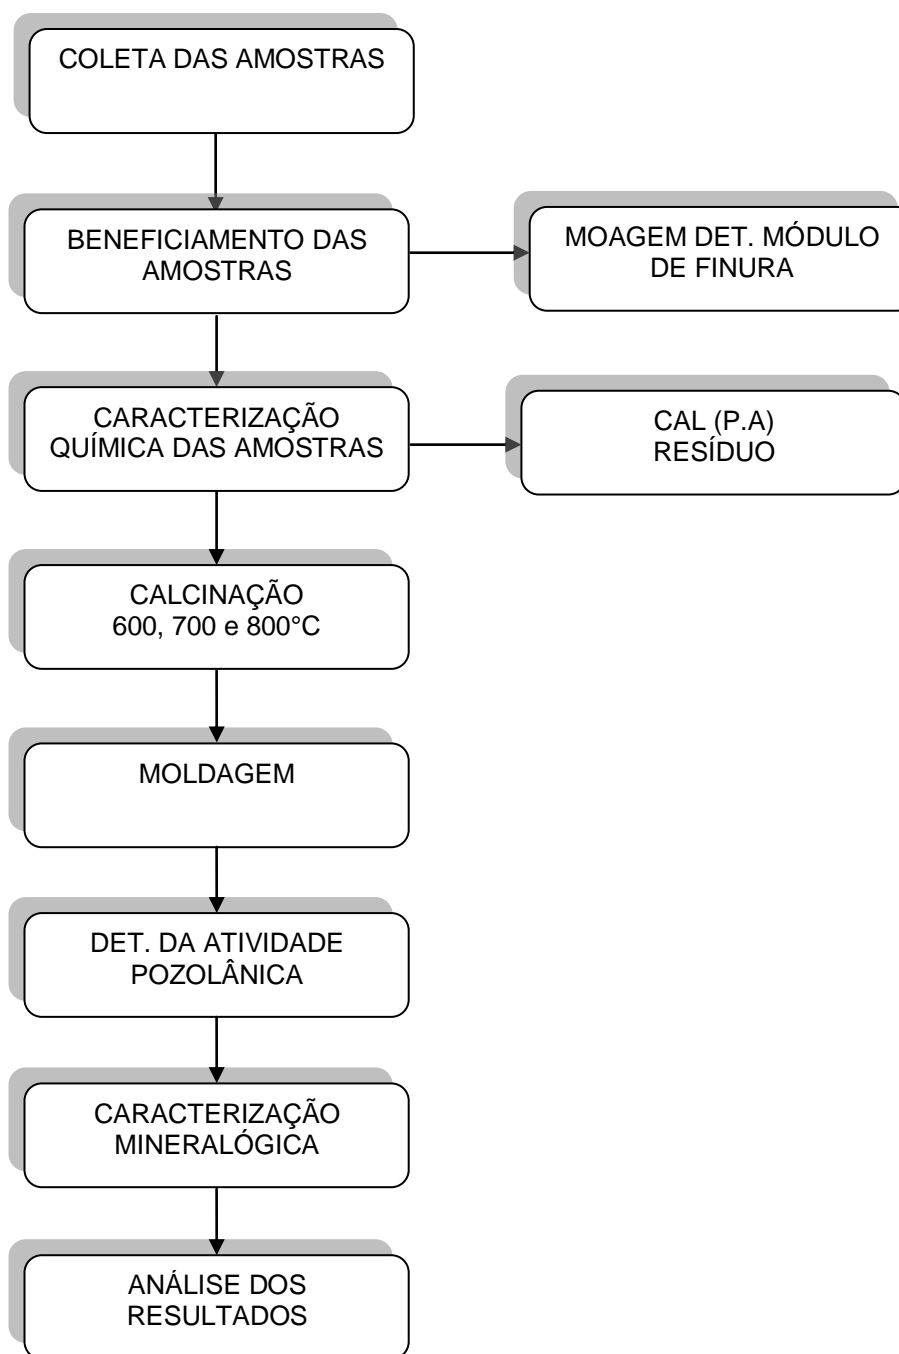 COLETA DAS AMOSTRAS
BENEFICIAMENTO DAS
AMOSTRAS
MOAGEM DET. MÓDULO
DE FINURA
CARACTERIZAÇÃO
QUÍMICA DAS AMOSTRAS
CAL (P.A)
RESÍDUO
CALCINAÇÃO
600, 700 e 800°C
MOLDAGEM
DET. DA ATIVIDADE
POZOLÂNICA
CARACTERIZAÇÃO
MINERALÓGICA
ANÁLISE DOS
RESULTADOS